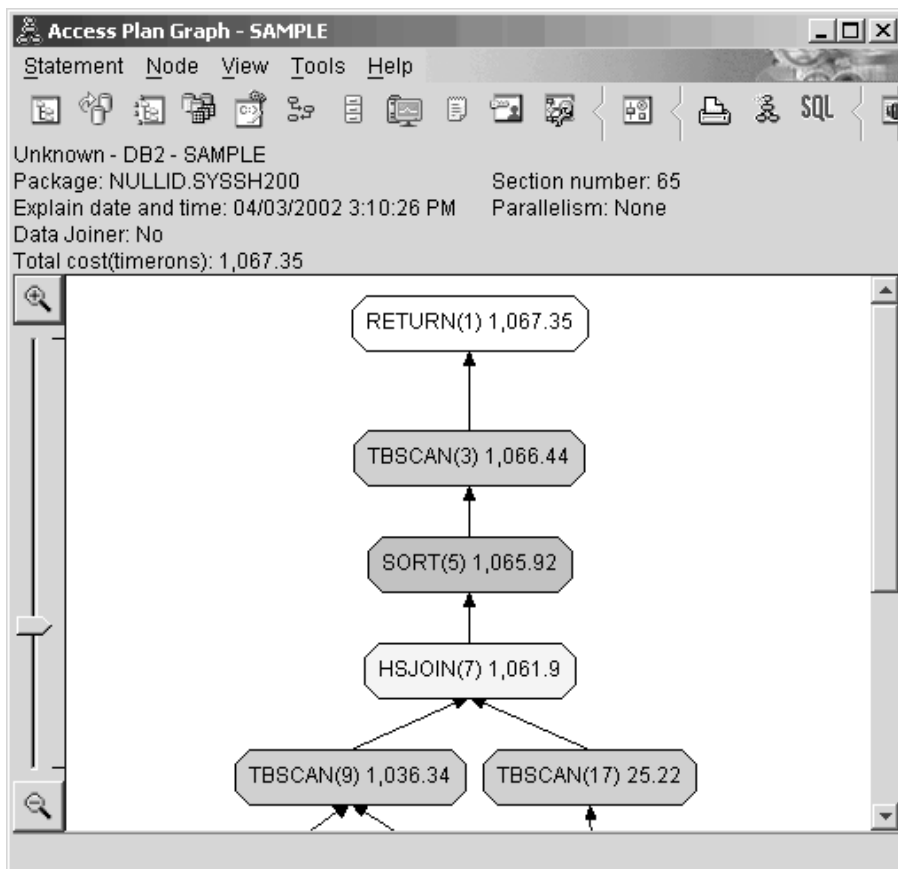 Access Plan Graph - SAMPLE
Statement Node View Tools Help
SQL
Unknown - DB2 - SAMPLE
Package: NULLID.SYSSH200 Section number: 65
Explain date and time: 04/03/2002 3:10:26 PM Parallelism: None
Data Joiner: No
Total cost(timerons): 1,067.35
RETURN(1) 1,067.35
TBSCAN(3) 1,066.44
SORT(5) 1,065.92
HSJOIN(7) 1,061.9
TBSCAN(9) 1,036.34 TBSCAN(17) 25.22